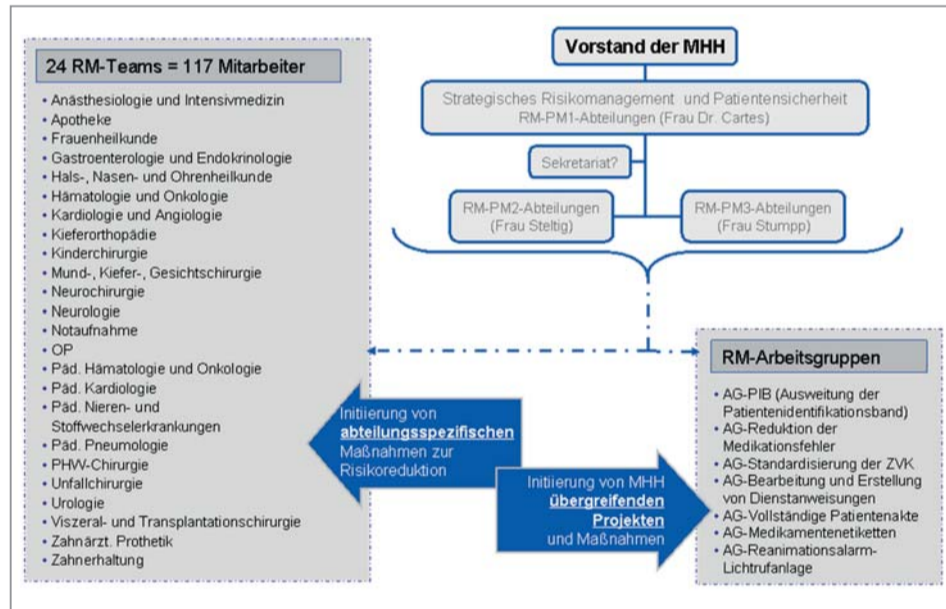 24 RM-Teams = 117 Mitarbeiter
• Anästhesiologie und Intensivmedizin
• Apotheke
• Frauenheilkunde
• Gastroenterologie und Endokrinologie
• Hals-, Nasen- und Ohrenheilkunde
• Hämatologie und Onkologie
• Kardiologie und Angiologie
• Kieferorthopädie
• Kinderchirurgie
• Mund-, Kiefer-, Gesichtschirurgie
• Neurochirurgie
• Neurologie
• Notaufnahme
• OP
• Päd. Hämatologie und Onkologie
• Päd. Kardiologie
• Päd. Nieren- und
Stoffwechselerkrankungen
• Päd. Pneumologie
• PHW-Chirurgie
• Unfallchirurgie
• Urologie
• Viszeral- und Transplantationschirurgie
• Zahnärztl. Prothetik
• Zahnerhaltung
Vorstand der MHH
Strategisches Risikomanagement und Patientensicherheit
RM-PM1-Abteilungen (Frau Dr. Cartes)
Sekretariat?
RM-PM2-Abteilungen
(Frau Steltig)
RM-PM3-Abteilungen
(Frau Stumpp)
Initiierung von
abteilungsspezifischen
Maßnahmen zur
Risikoreduktion
Initiierung von MHH
übergreifenden
Projekten
und Maßnahmen
RM-Arbeitsgruppen
• AG-PIB (Ausweitung der
Patientenidentifikationsband)
• AG-Reduktion der
Medikationsfehler
• AG-Standardisierung der ZVK
• AG-Bearbeitung und Erstellung
von Dienstanweisungen
• AG-Vollständige Patientenakte
• AG-Medikamentenetiketten
• AG-Reanimationsalarm-
Lichtrufanlage